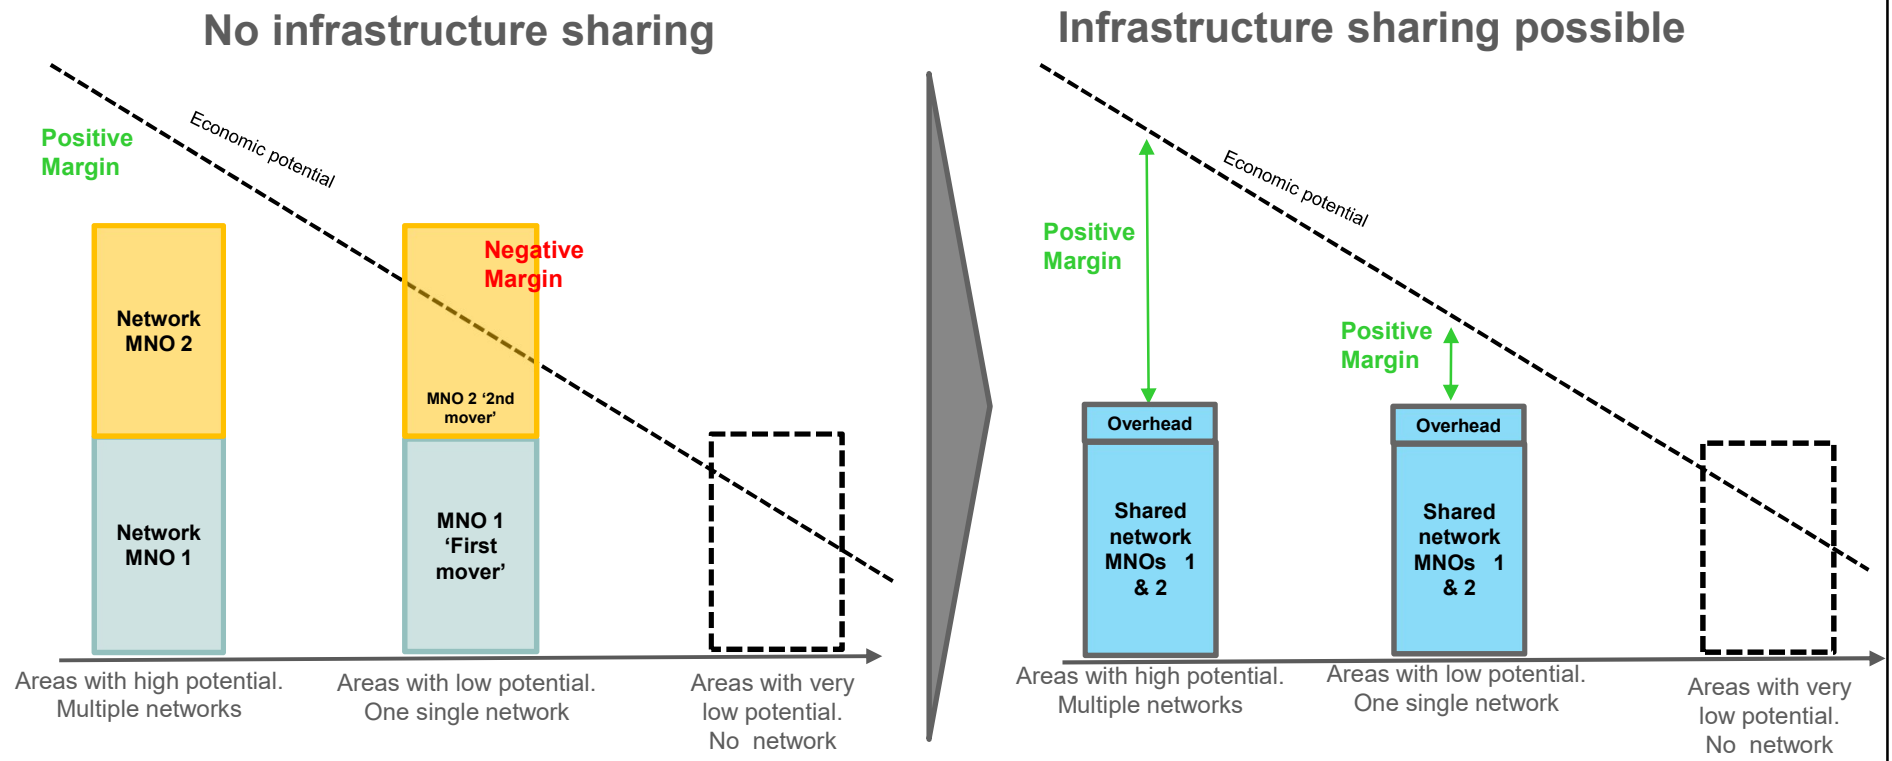 No infrastructure sharing
Positive
Margin
Economic potential
Network
MNO 2
Network
MNO 1
Negative
Margin
MNO 2 ‘2nd
mover’
MNO 1
‘First
mover’
Areas with high potential.
Multiple networks
Areas with low potential.
One single network
Areas with very
low potential.
No network
Infrastructure sharing possible
Economic potential
Positive
Margin
Positive
Margin
Overhead
Shared
network
MNOs 1
& 2
Overhead
Shared
network
MNOs 1
& 2
Areas with high potential.
Multiple networks
Areas with low potential.
One single network
Areas with very
low potential.
No network